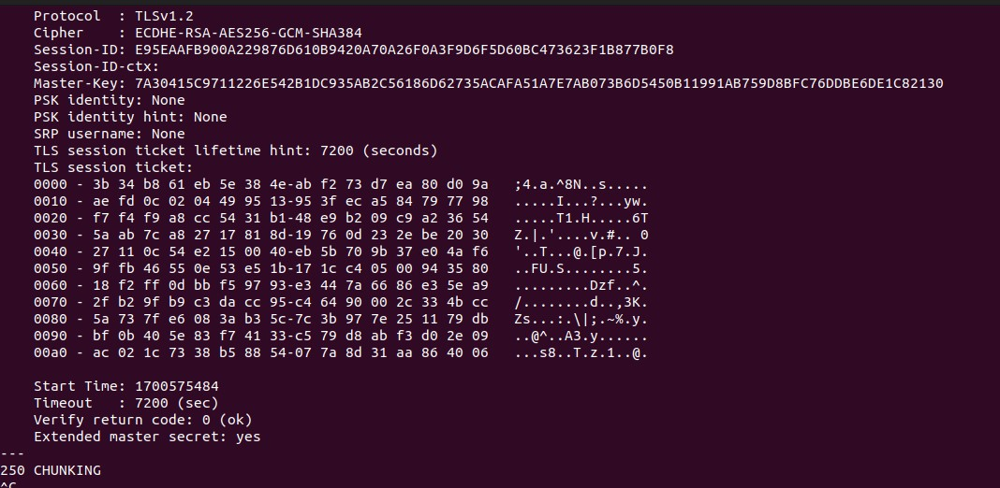 Protocol  : TLSv1.2
Cipher    : ECDHE-RSA-AES256-GCM-SHA384
Session-ID: E95EAAFB900A229876D610B9420A70A26F0A3F9D6F5D60BC473623F1B877B0F8
Session-ID-ctx:
Master-Key: 7A30415C9711226E542B1DC935AB2C56186D62735ACAFA51A7E7AB073B6D5450B11991AB759D8BFC76DDBE6DE1C82130
PSK identity: None
PSK identity hint: None
SRP username: None
TLS session ticket lifetime hint: 7200 (seconds)
TLS session ticket:
0000 - 3b 34 b8 61 eb 5e 38 4e-ab f2 73 d7 ea 80 d0 9a   ;4.a.^8N..s.....
0010 - ae fd 0c 02 04 49 95 13-95 3f ec a5 84 79 77 98   .....I...?...yw.
0020 - f7 f4 f9 a8 cc 54 31 b1-48 e9 b2 09 c9 a2 36 54   .....T1.H.....6T
0030 - 5a ab 7c a8 27 17 81 8d-19 76 0d 23 2e be 20 30   Z.|.'....v.#.. 0
0040 - 27 11 0c 54 e2 15 00 40-eb 5b 70 9b 37 e0 4a f6   '..T...@.[p.7.J.
0050 - 9f fb 46 55 0e 53 e5 1b-17 1c c4 05 00 94 35 80   ..FU.S........5.
0060 - 18 f2 ff 0d bb f5 97 93-e3 44 7a 66 86 e3 5e a9   .........Dzf..^.
0070 - 2f b2 9f b9 c3 da cc 95-c4 64 90 00 2c 33 4b cc   /........d..,3K.
0080 - 5a 73 7f e6 08 3a b3 5c-7c 3b 97 7e 25 11 79 db   Zs...:.\|;.~%.y.
0090 - bf 0b 40 5e 83 f7 41 33-c5 79 d8 ab f3 d0 2e 09   ..@^..A3.y......
00a0 - ac 02 1c 73 38 b5 88 54-07 7a 8d 31 aa 86 40 06   ...s8..T.z.1..@.
Start Time: 1700575484
Timeout   : 7200 (sec)
Verify return code: 0 (ok)
Extended master secret: yes
---
250 CHUNKING
^C